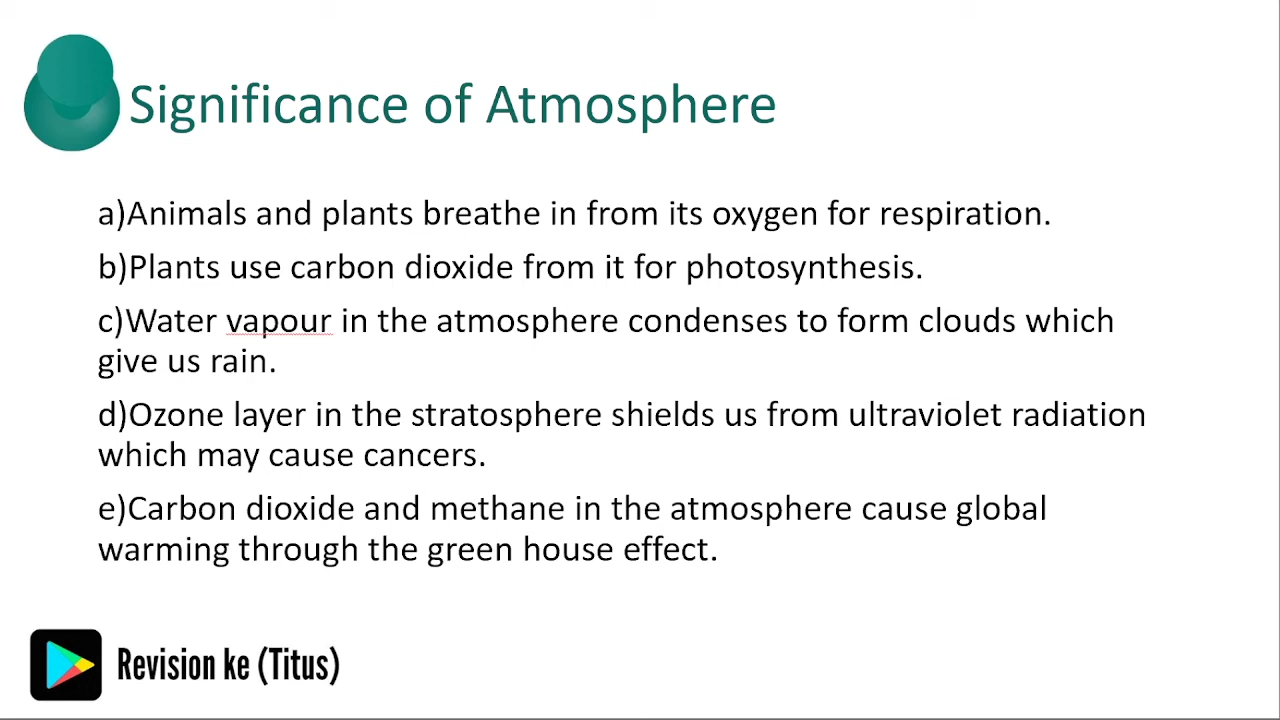 Significance of Atmosphere
a)Animals and plants breathe in from its oxygen for respiration.
b)Plants use carbon dioxide from it for photosynthesis.
c)Water vapour in the atmosphere condenses to form clouds which
give us rain.
d)Ozone layer in the stratosphere shields us from ultraviolet radiation
which may cause cancers.
e)Carbon dioxide and methane in the atmosphere cause global
warming through the green house effect.
Revision ke (Titus)